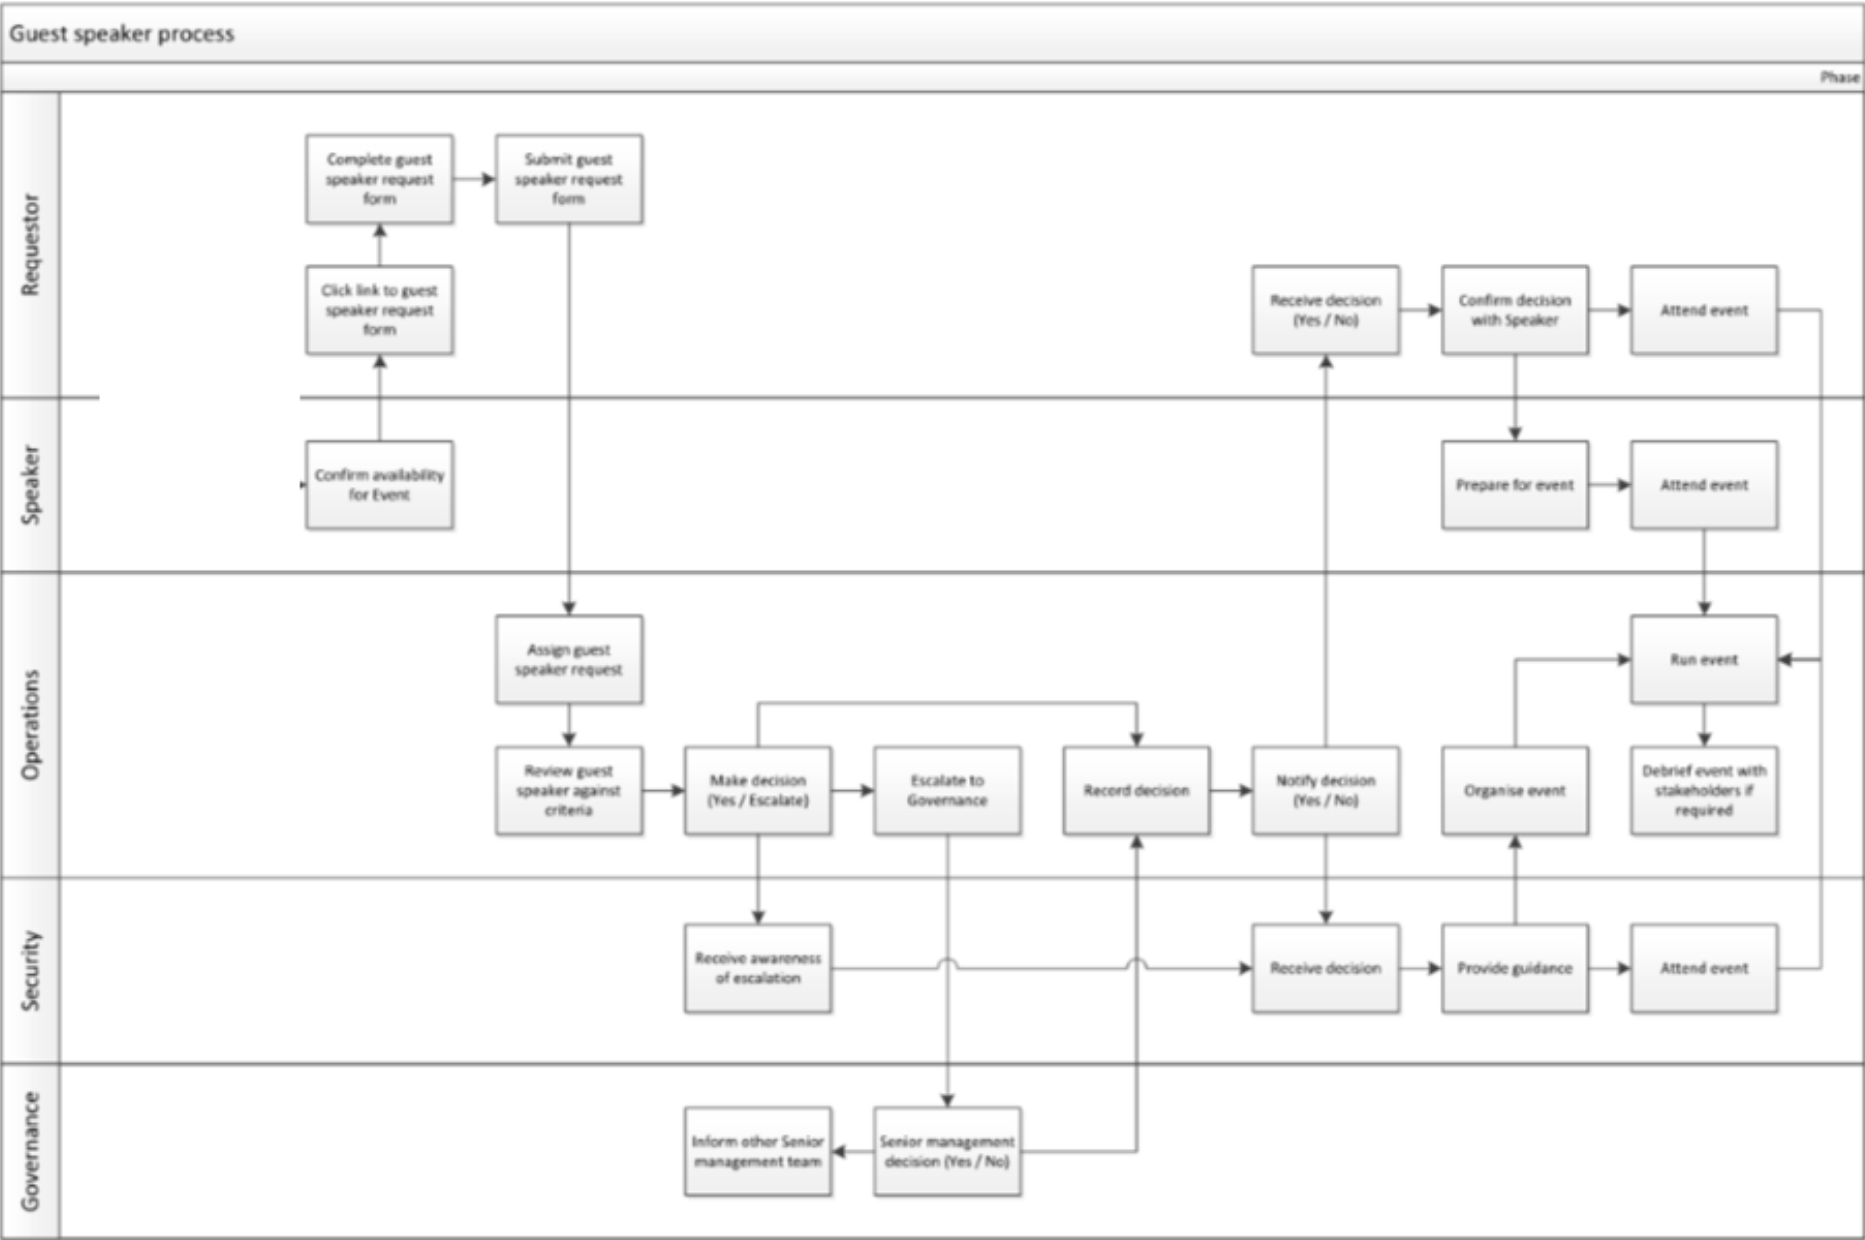 Guest speaker process
Phase
Requestor
Complete guest
speaker request
form
Submit guest
speaker request
form
Click link to guest
speaker request
form
Receive decision
(Yes / No)
Confirm decision
with Speaker
Attend event
Speaker
Confirm availability
for Event
Prepare for event
Attend event
Operations
Assign guest
speaker request
Run event
Review guest
speaker against
criteria
Make decision
(Yes / Escalate)
Escalate to
Governance
Record decision
Notify decision
(Yes / No)
Organise event
Debrief event with
stakeholders if
required
Security
Receive awareness
of escalation
Receive decision
Provide guidance
Attend event
Governance
Inform other Senior
management team
Senior management
decision (Yes / No)